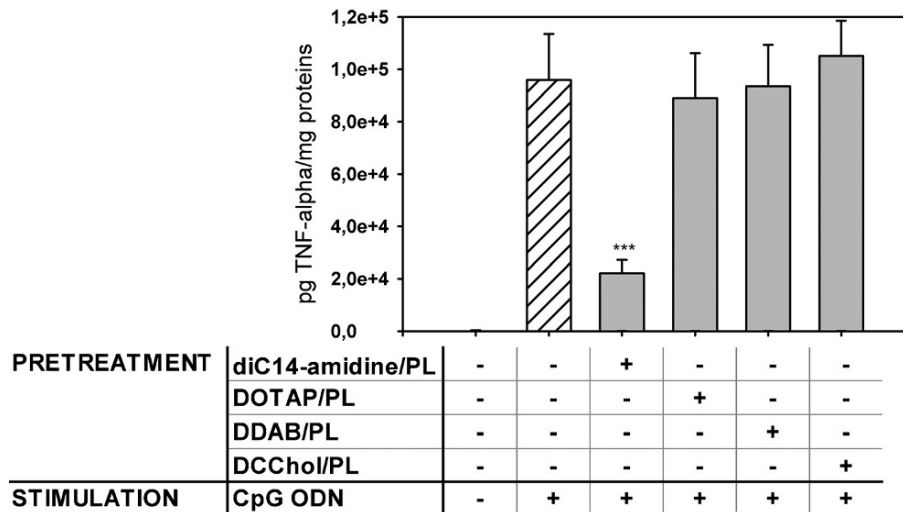 pg TNF-alpha/mg proteins
1,2e+5
1,0e+5
8,0e+4
6,0e+4
4,0e+4
2,0e+4
0,0
***
PRETREATMENT diC14-amidine/PL - - + - - -
DOTAP/PL - - - + - -
DDAB/PL - - - - + -
DCChol/PL - - - - - +
STIMULATION CpG ODN - + + + + +